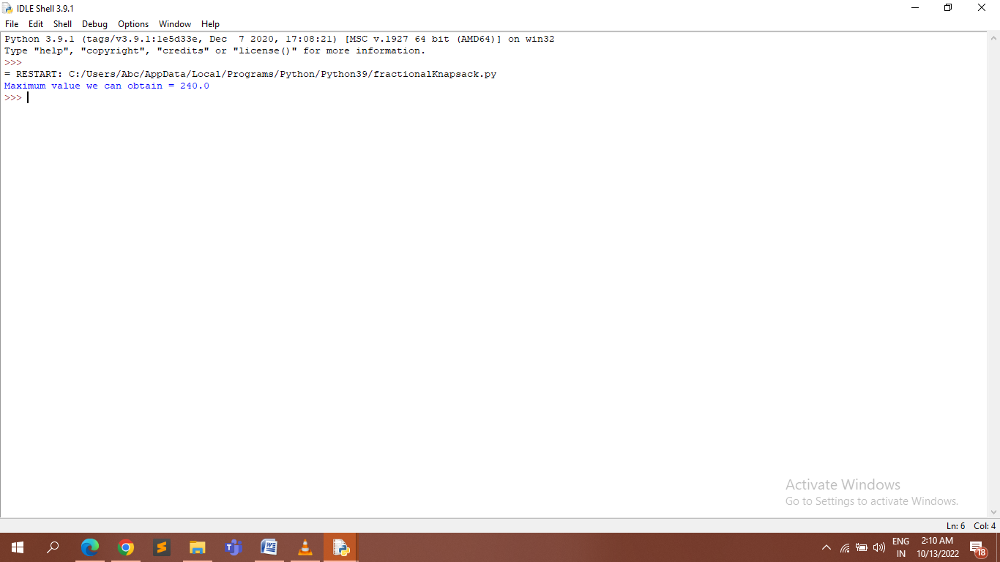 IDLE Shell 3.9.1
File Edit Shell Debug Options Window Help
Python 3.9.1 (tags/v3.9.1:1e5d33e, Dec  7 2020, 17:08:21) [MSC v.1927 64 bit (AMD64)] on win32
Type "help", "copyright", "credits" or "license()" for more information.
>>>
= RESTART: C:/Users/Abc/AppData/Local/Programs/Python/Python39/fractionalKnapsack.py
Maximum value we can obtain = 240.0
>>>
Activate Windows
Go to Settings to activate Windows.
Ln: 6 Col: 4
ENG 2:10 AM
IN 10/13/2022 18